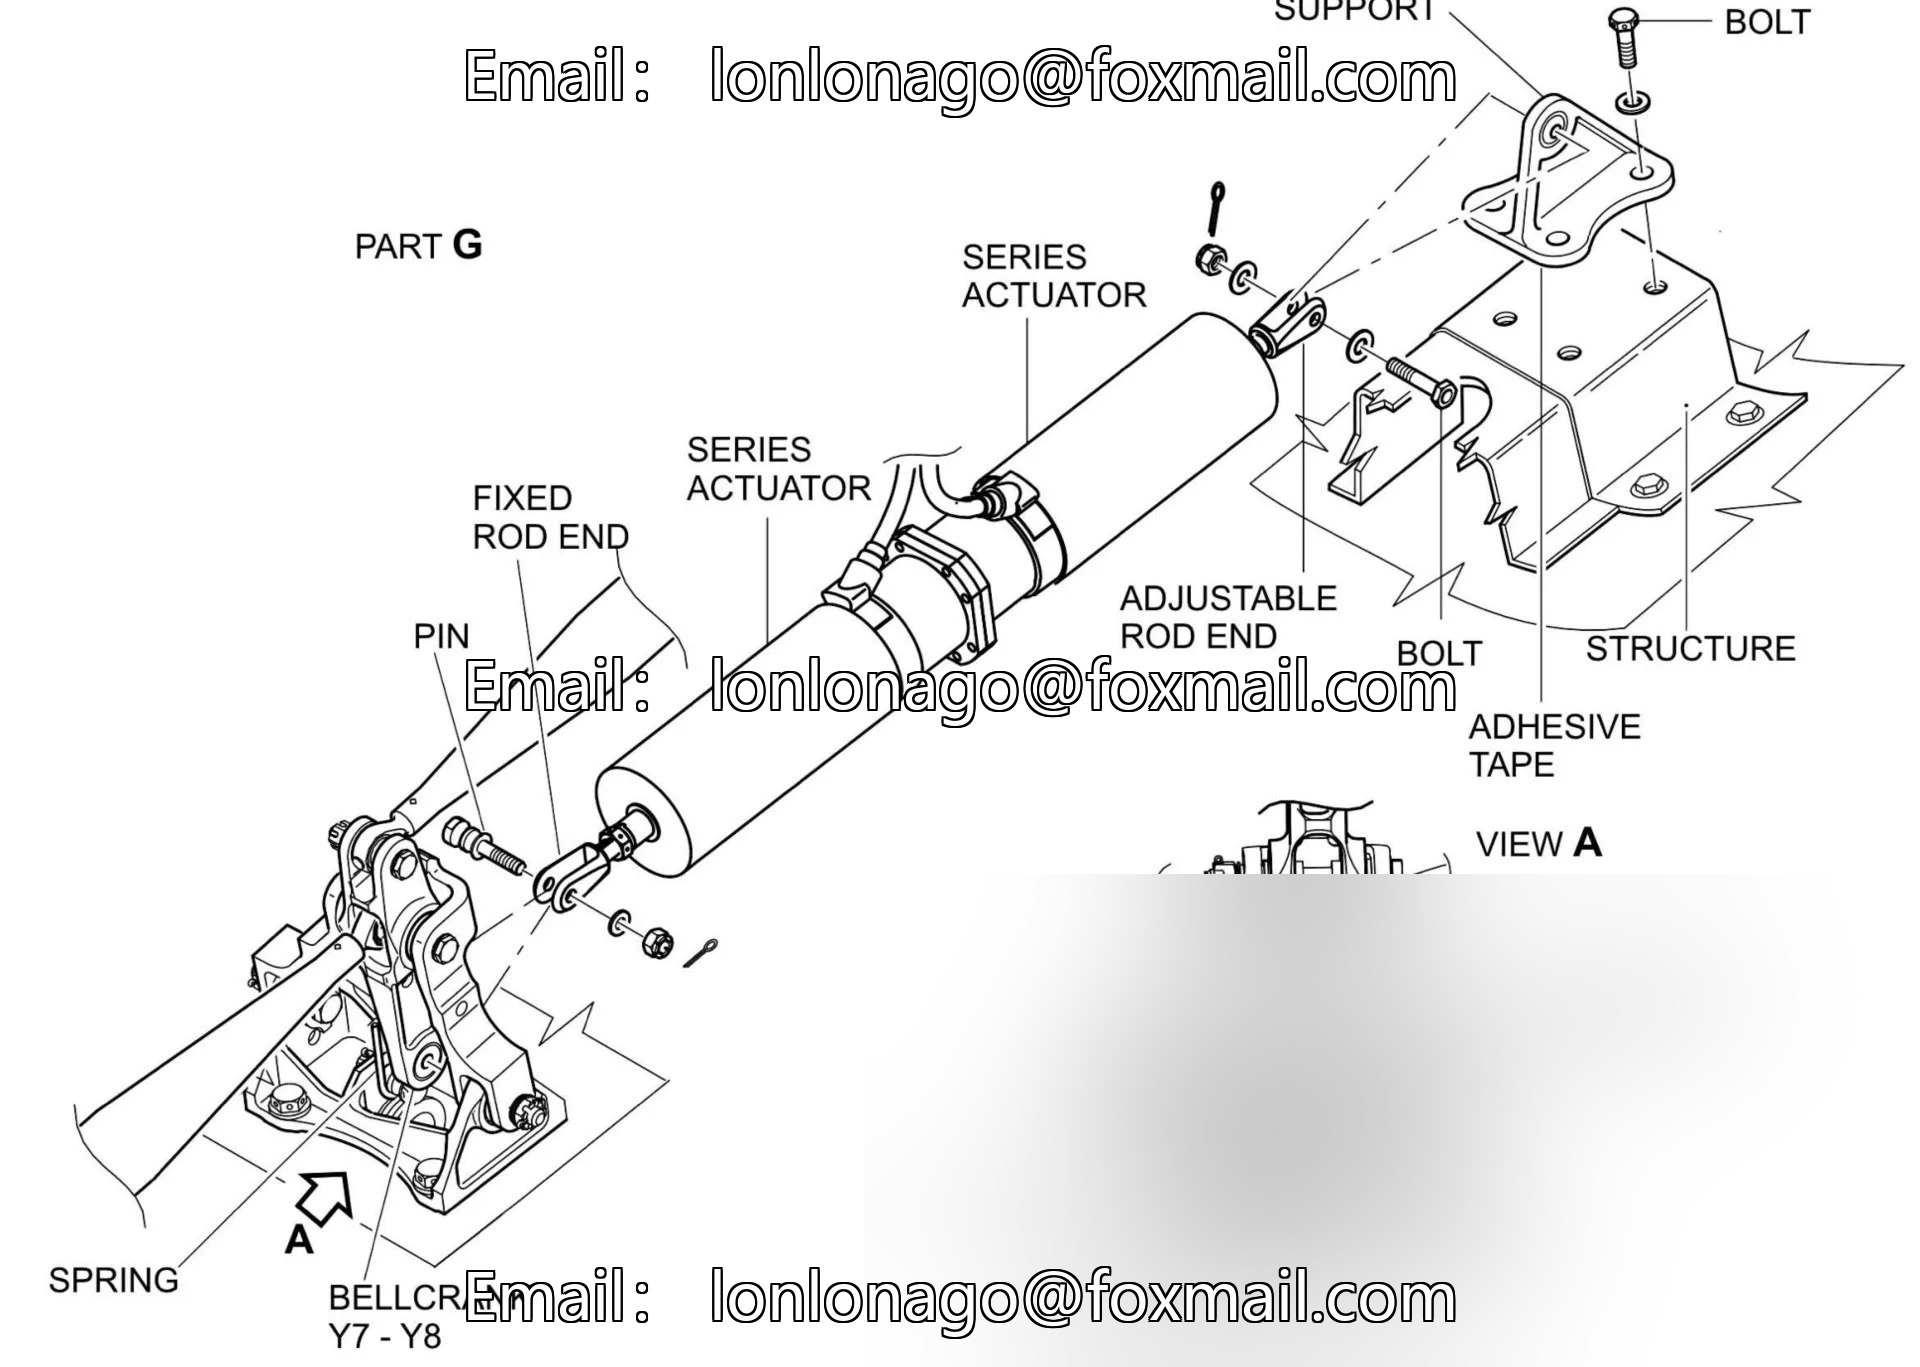 SUPPORT
BOLT
Email: lonlonago@foxmail.com
PART G
SERIES
ACTUATOR
SERIES
ACTUATOR
FIXED
ROD END
PIN
ADJUSTABLE
ROD END
BOLT
STRUCTURE
Email: lonlonago@foxmail.com
ADHESIVE
TAPE
VIEW A
A
SPRING
BELLCRANK
Y7 - Y8
Email: lonlonago@foxmail.com